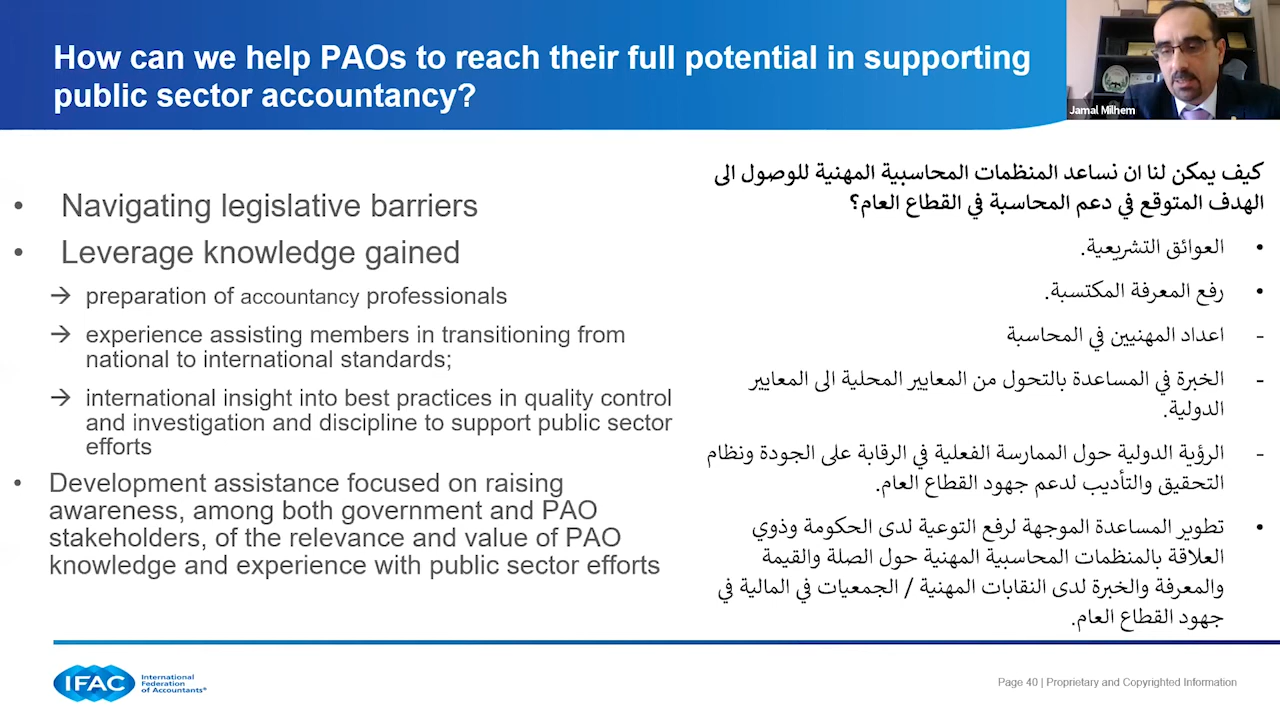 How can we help PAOs to reach their full potential in supporting
public sector accountancy?
Jamal Milhem
• Navigating legislative barriers
• Leverage knowledge gained
→ preparation of accountancy professionals
→ experience assisting members in transitioning from
national to international standards;
→ international insight into best practices in quality control
and investigation and discipline to support public sector
efforts
• Development assistance focused on raising
awareness, among both government and PAO
stakeholders, of the relevance and value of PAO
knowledge and experience with public sector efforts
كيف يمكن لنا ان نساعد المنظمات المحاسبية المهنية للوصول الى
الهدف المتوقع في دعم المحاسبة في القطاع العام؟
• العوائق التشريعية.
• رفع المعرفة المكتسبة.
- اعداد المهنيين في المحاسبة
- الخبرة في المساعدة بالتحول من المعايير المحلية الى المعايير
الدولية.
- الرؤية الدولية حول الممارسة الفعلية في الرقابة على الجودة ونظام
التحقيق والتأديب لدعم جهود القطاع العام.
• تطوير المساعدة الموجهة لرفع التوعية لدى الحكومة وذوي
العلاقة بالمنظمات المحاسبية المهنية حول الصلة والقيمة
والمعرفة والخبرة لدى النقابات المهنية / الجمعيات في المالية في
جهود القطاع العام.
IFAC
International
Federation
of Accountants®
Page 40 | Proprietary and Copyrighted Information